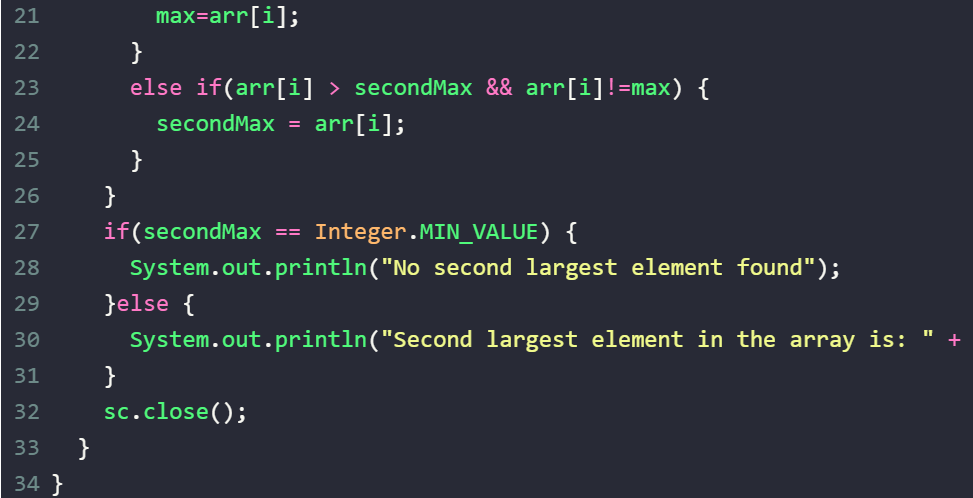 21         max=arr[i];
22       }
23       else if(arr[i] > secondMax && arr[i]!=max) {
24         secondMax = arr[i];
25       }
26     }
27     if(secondMax == Integer.MIN_VALUE) {
28       System.out.println("No second largest element found");
29     }else {
30       System.out.println("Second largest element in the array is: " +
31     }
32     sc.close();
33   }
34 }